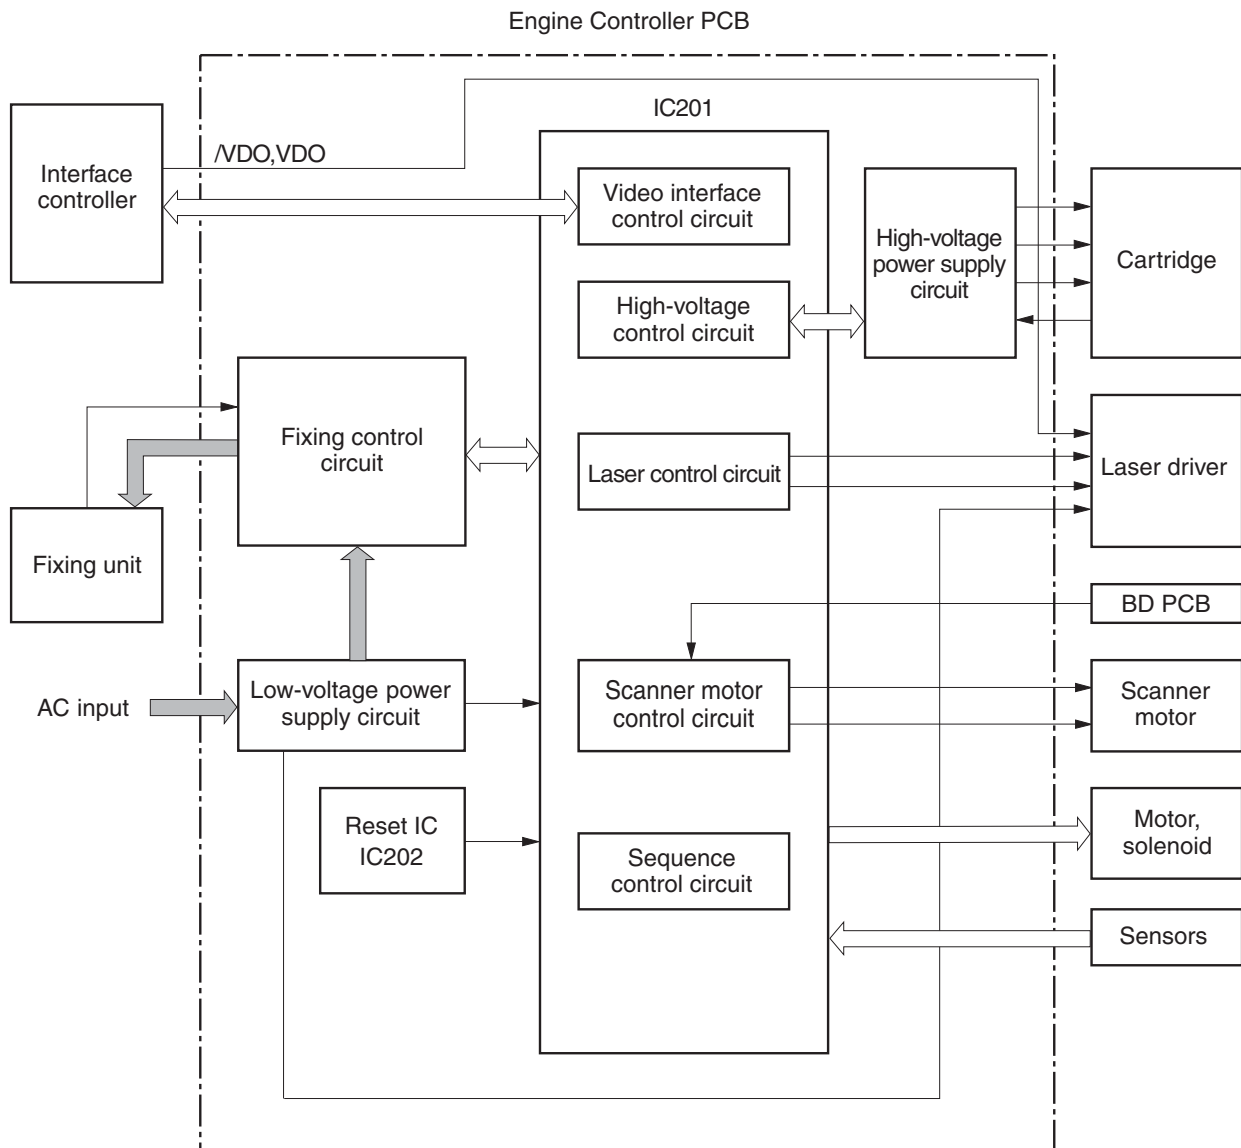 Engine Controller PCB
IC201
/VDO,VDO
Interface
controller
Video interface
control circuit
High-voltage
power supply
circuit
Cartridge
High-voltage
control circuit
Fixing control
circuit
Laser control circuit
Laser driver
Fixing unit
BD PCB
AC input
Low-voltage power
supply circuit
Scanner motor
control circuit
Scanner
motor
Reset IC
IC202
Motor,
solenoid
Sequence
control circuit
Sensors